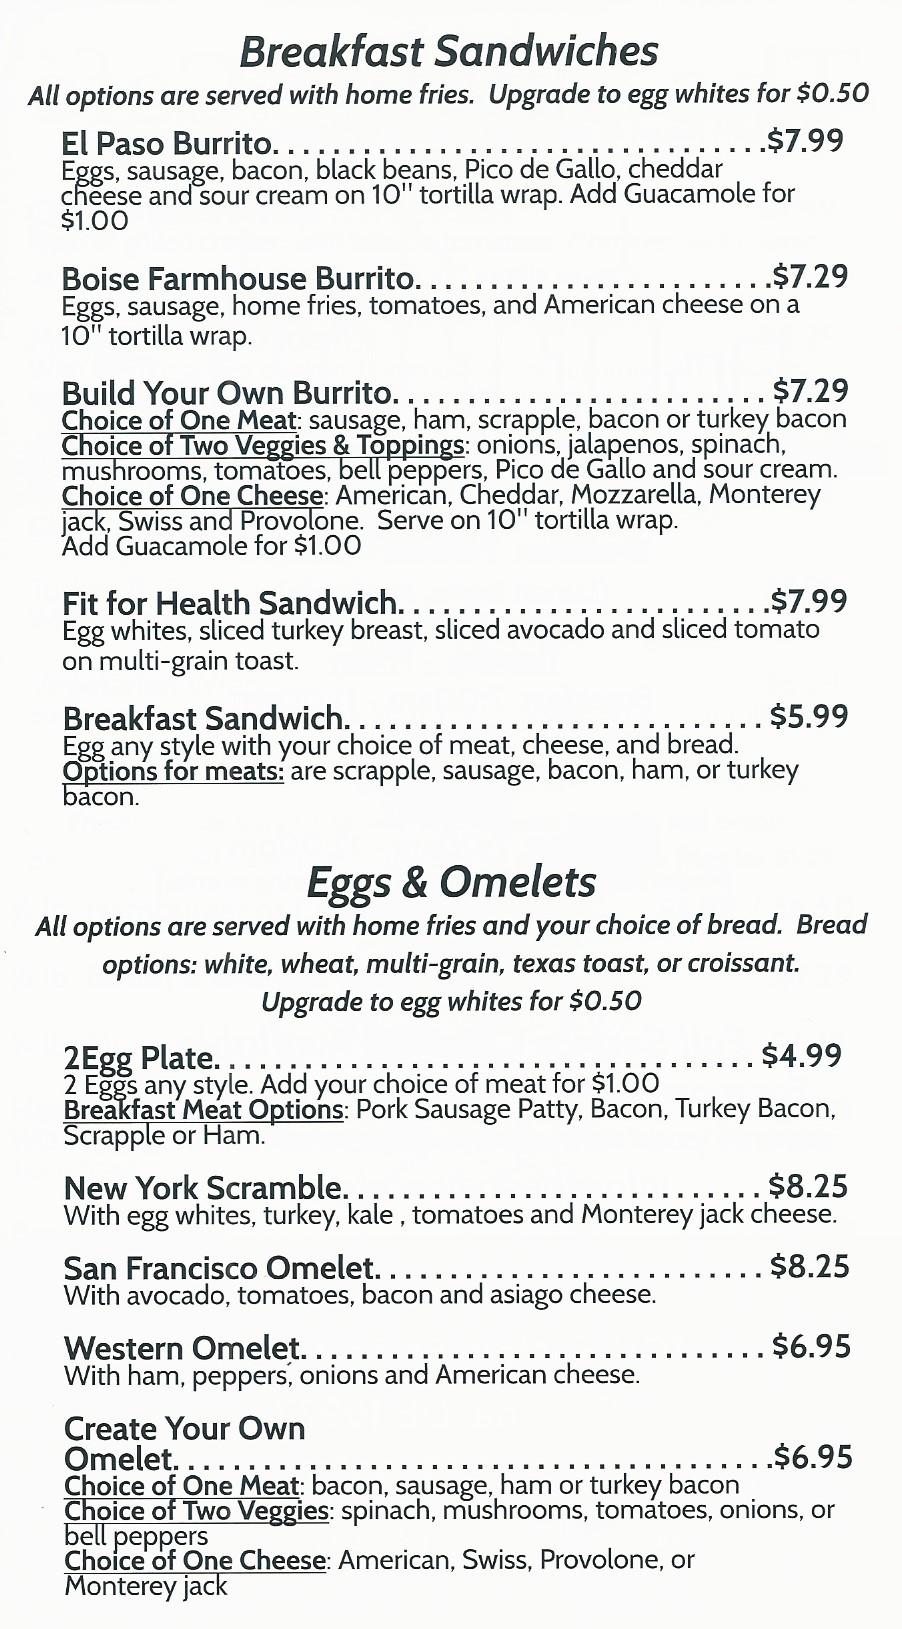 Breakfast Sandwiches
All options are served with home fries.  Upgrade to egg whites for $0.50
El Paso Burrito. . . . . . . . . . . . . . . . . . . . . . . . . . . . . . . . .$7.99
Eggs, sausage, bacon, black beans, Pico de Gallo, cheddar
cheese and sour cream on 10" tortilla wrap. Add Guacamole for
$1.00
Boise Farmhouse Burrito. . . . . . . . . . . . . . . . . . . . . . . .$7.29
Eggs, sausage, home fries, tomatoes, and American cheese on a
10" tortilla wrap.
Build Your Own Burrito. . . . . . . . . . . . . . . . . . . . . . . . . $7.29
Choice of One Meat: sausage, ham, scrapple, bacon or turkey bacon
Choice of Two Veggies & Toppings: onions, jalapenos, spinach,
mushrooms, tomatoes, bell peppers, Pico de Gallo and sour cream.
Choice of One Cheese: American, Cheddar, Mozzarella, Monterey
jack, Swiss and Provolone.  Serve on 10" tortilla wrap.
Add Guacamole for $1.00
Fit for Health Sandwich. . . . . . . . . . . . . . . . . . . . . . . . .$7.99
Egg whites, sliced turkey breast, sliced avocado and sliced tomato
on multi-grain toast.
Breakfast Sandwich. . . . . . . . . . . . . . . . . . . . . . . . . . . . $5.99
Egg any style with your choice of meat, cheese, and bread.
Options for meats: are scrapple, sausage, bacon, ham, or turkey
bacon.
Eggs & Omelets
All options are served with home fries and your choice of bread.  Bread
options: white, wheat, multi-grain, texas toast, or croissant.
Upgrade to egg whites for $0.50
2Egg Plate. . . . . . . . . . . . . . . . . . . . . . . . . . . . . . . . . . . . $4.99
2 Eggs any style. Add your choice of meat for $1.00
Breakfast Meat Options: Pork Sausage Patty, Bacon, Turkey Bacon,
Scrapple or Ham.
New York Scramble. . . . . . . . . . . . . . . . . . . . . . . . . . . . $8.25
With egg whites, turkey, kale , tomatoes and Monterey jack cheese.
San Francisco Omelet. . . . . . . . . . . . . . . . . . . . . . . . . . $8.25
With avocado, tomatoes, bacon and asiago cheese.
Western Omelet. . . . . . . . . . . . . . . . . . . . . . . . . . . . . . . $6.95
With ham, peppers, onions and American cheese.
Create Your Own
Omelet. . . . . . . . . . . . . . . . . . . . . . . . . . . . . . . . . . . . . . . .$6.95
Choice of One Meat: bacon, sausage, ham or turkey bacon
Choice of Two Veggies: spinach, mushrooms, tomatoes, onions, or
bell peppers
Choice of One Cheese: American, Swiss, Provolone, or
Monterey jack